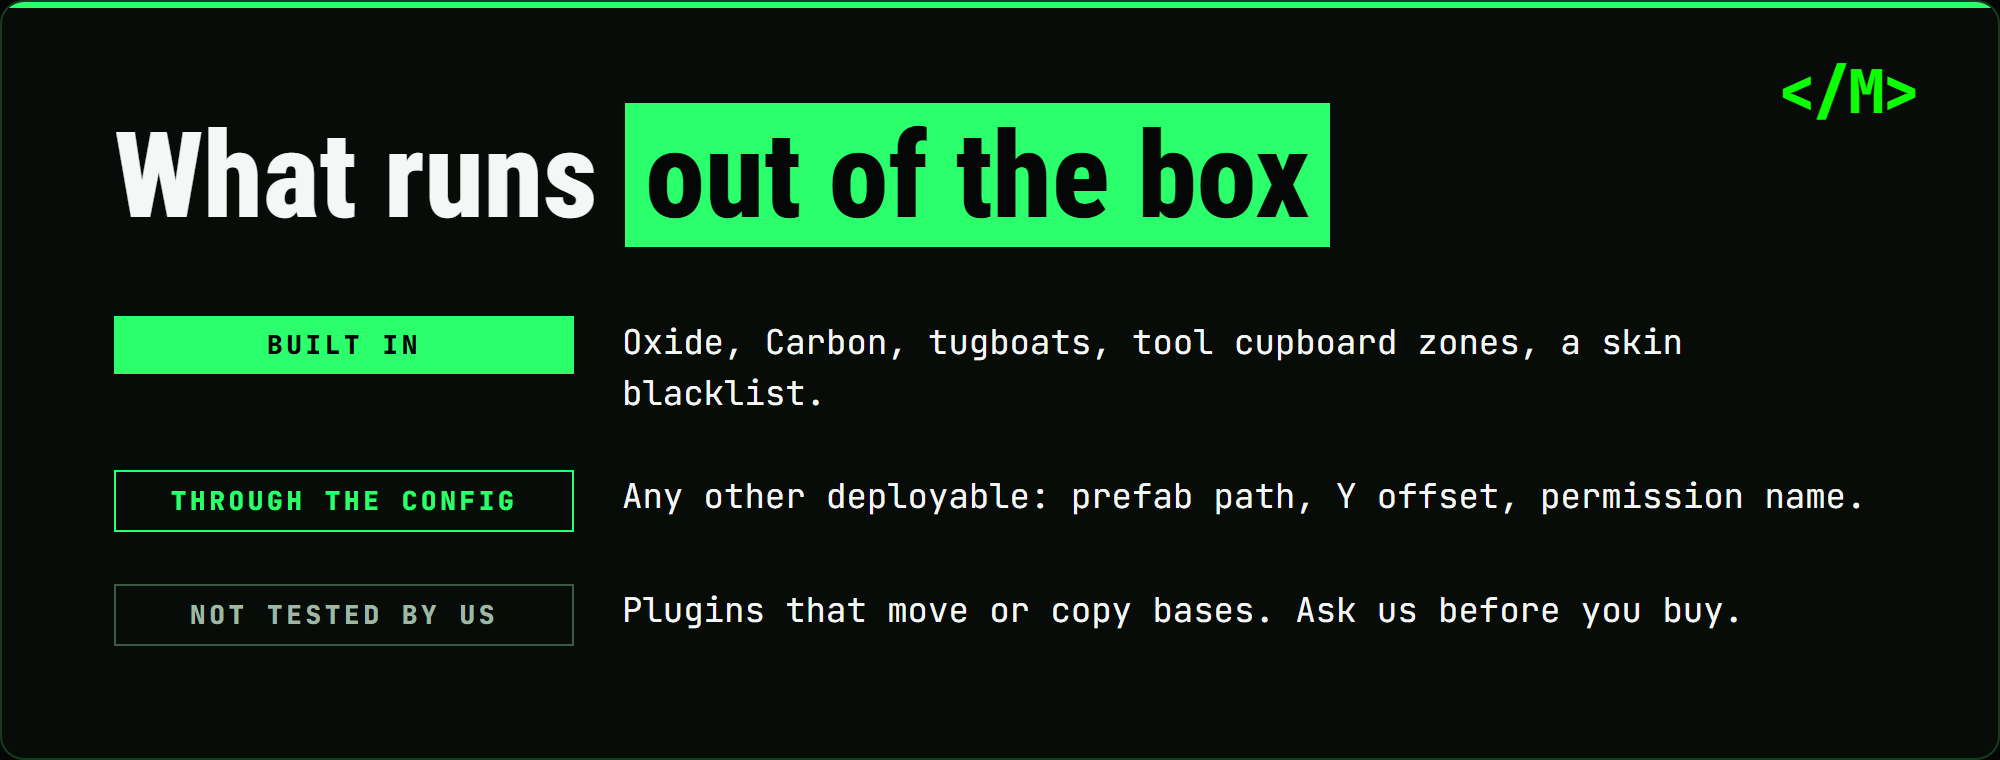 </M>
What runs out of the box
BUILT IN
Oxide, Carbon, tugboats, tool cupboard zones, a skin
blacklist.
THROUGH THE CONFIG
Any other deployable: prefab path, Y offset, permission name.
NOT TESTED BY US
Plugins that move or copy bases. Ask us before you buy.